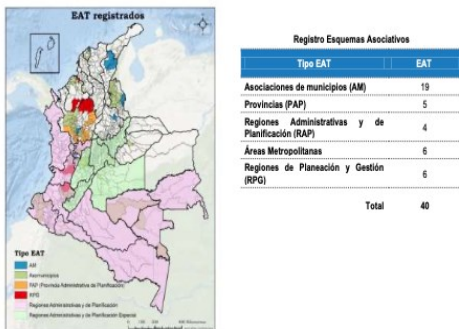 EAT registrados
Tipo EAT
AM
Asomunicipios
PAP (Provincia Administrativa de Planificación)
RPG
Regiones Administrativas y de Planificación
Regiones Administrativas y de Planificación Especial
Registro Esquemas Asociativos
Tipo EAT EAT
Asociaciones de municipios (AM) 19
Provincias (PAP) 5
Regiones Administrativas y de
Planificación (RAP) 4
Áreas Metropolitanas 6
Regiones de Planeación y Gestión
(RPG) 6
Total 40